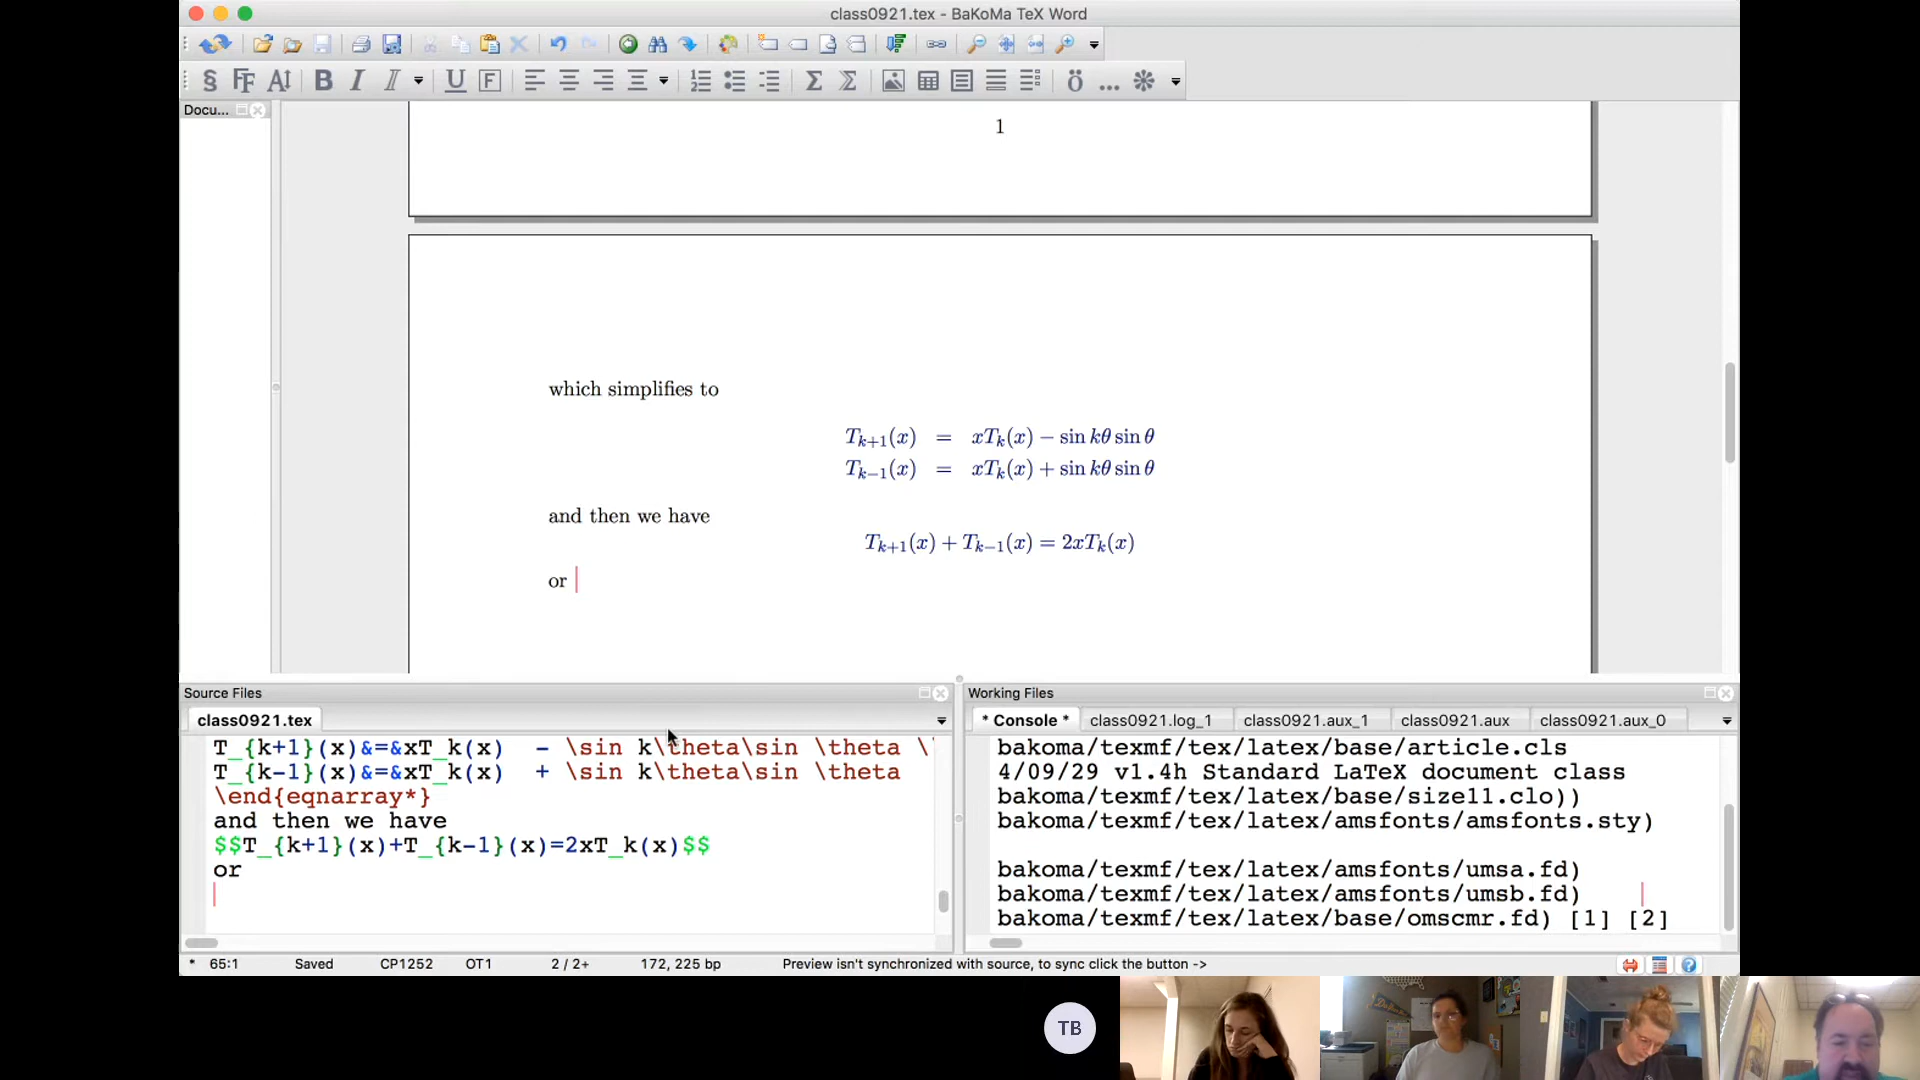 class0921.tex - BaKoMa TeX Word
Docu...
1
which simplifies to
T_{k+1}(x) = xT_k(x) − sin kθ sin θ
T_{k−1}(x) = xT_k(x) + sin kθ sin θ
and then we have
T_{k+1}(x) + T_{k−1}(x) = 2xT_k(x)
or
Source Files
class0921.tex
T_{k+1}(x)&=&xT_k(x)  - \sin k\theta\sin \theta \
T_{k-1}(x)&=&xT_k(x)  + \sin k\theta\sin \theta
\end{eqnarray*}
and then we have
$$T_{k+1}(x)+T_{k-1}(x)=2xT_k(x)$$
or
Working Files
* Console * class0921.log_1 class0921.aux_1 class0921.aux class0921.aux_0
bakoma/texmf/tex/latex/base/article.cls
4/09/29 v1.4h Standard LaTeX document class
bakoma/texmf/tex/latex/base/size11.clo))
bakoma/texmf/tex/latex/amsfonts/amsfonts.sty)
bakoma/texmf/tex/latex/amsfonts/umsa.fd)
bakoma/texmf/tex/latex/amsfonts/umsb.fd)
bakoma/texmf/tex/latex/base/omscmr.fd) [1] [2]
* 65:1 Saved CP1252 OT1 2 / 2+ 172, 225 bp Preview isn't synchronized with source, to sync click the button ->
TB